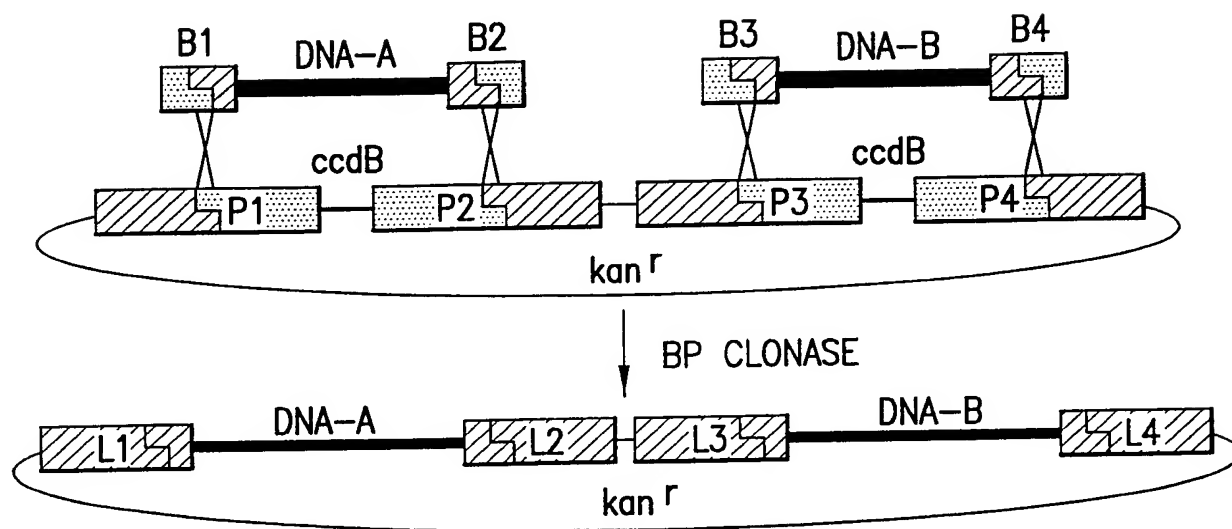 B1 DNA-A B2 B3 DNA-B B4
ccdB ccdB
P1 P2 P3 P4
kan r
BP CLONASE
DNA-A DNA-B
L1 L2 L3 L4
kan r